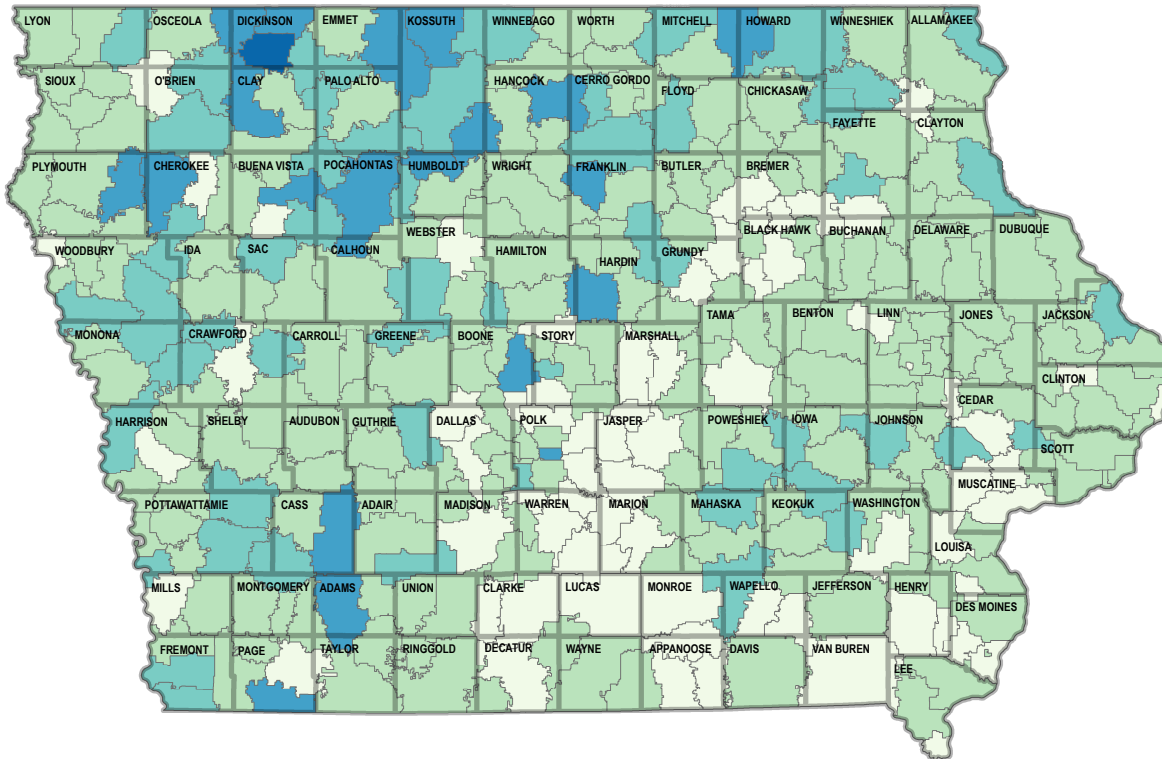 LYON OSCEOLA DICKINSON EMMET KOSSUTH WINNEBAGO WORTH MITCHELL HOWARD WINNESHIEK ALLAMAKEE
SIOUX O'BRIEN CLAY PALO ALTO HANCOCK CERRO GORDO FLOYD CHICKASAW
FAYETTE CLAYTON
PLYMOUTH CHEROKEE BUENA VISTA POCAHONTAS HUMBOLDT WRIGHT FRANKLIN BUTLER BREMER
WOODBURY IDA SAC CALHOUN WEBSTER HAMILTON HARDIN GRUNDY BLACK HAWK BUCHANAN DELAWARE DUBUQUE
MONONA CRAWFORD CARROLL GREENE BOONE STORY MARSHALL TAMA BENTON LINN JONES JACKSON
CLINTON
CEDAR
HARRISON SHELBY AUDUBON GUTHRIE DALLAS POLK JASPER POWESHIEK IOWA JOHNSON
SCOTT
MUSCATINE
POTTAWATTAMIE CASS ADAIR MADISON WARREN MARION MAHASKA KEOKUK WASHINGTON
LOUISA
MILLS MONTGOMERY ADAMS UNION CLARKE LUCAS MONROE WAPELLO JEFFERSON HENRY
DES MOINES
FREMONT PAGE TAYLOR RINGGOLD DECATUR WAYNE APPANOOSE DAVIS VAN BUREN
LEE